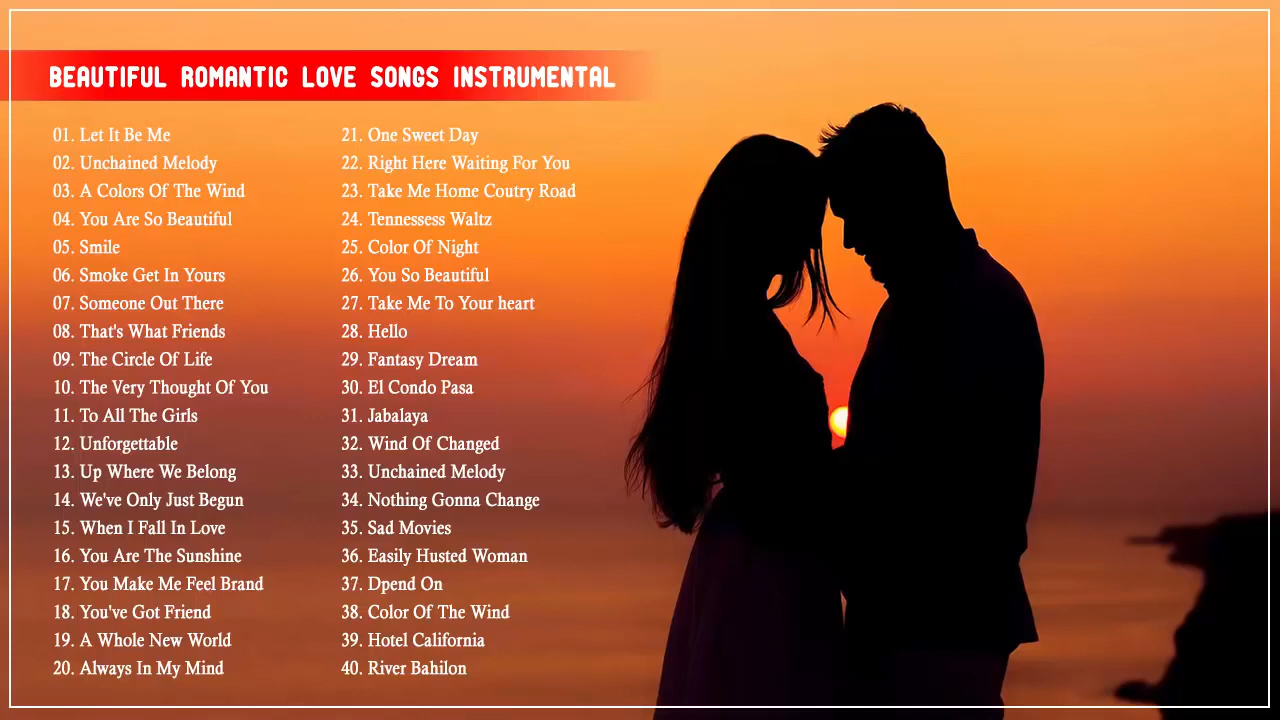 BEAUTIFUL ROMANTIC LOVE SONGS INSTRUMENTAL
01. Let It Be Me
02. Unchained Melody
03. A Colors Of The Wind
04. You Are So Beautiful
05. Smile
06. Smoke Get In Yours
07. Someone Out There
08. That's What Friends
09. The Circle Of Life
10. The Very Thought Of You
11. To All The Girls
12. Unforgettable
13. Up Where We Belong
14. We've Only Just Begun
15. When I Fall In Love
16. You Are The Sunshine
17. You Make Me Feel Brand
18. You've Got Friend
19. A Whole New World
20. Always In My Mind
21. One Sweet Day
22. Right Here Waiting For You
23. Take Me Home Coutry Road
24. Tennessess Waltz
25. Color Of Night
26. You So Beautiful
27. Take Me To Your heart
28. Hello
29. Fantasy Dream
30. El Condo Pasa
31. Jabalaya
32. Wind Of Changed
33. Unchained Melody
34. Nothing Gonna Change
35. Sad Movies
36. Easily Husted Woman
37. Dpend On
38. Color Of The Wind
39. Hotel California
40. River Bahilon